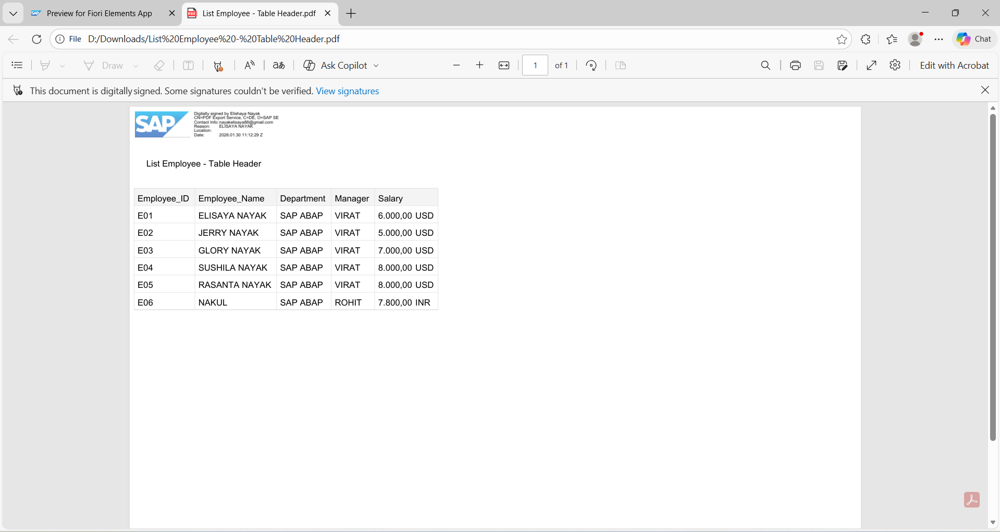 SAP Preview for Fiori Elements App
PDF List Employee - Table Header.pdf
File D:/Downloads/List%20Employee%20-%20Table%20Header.pdf
Chat
Draw
T
A
aあ
Ask Copilot
1 of 1
Edit with Acrobat
This document is digitally signed. Some signatures couldn't be verified. View signatures
SAP
Digitally signed by Elishaya Nayak
CN=PDF Export Service, C=DE, O=SAP SE
Contact Info: nayakelisaya88@gmail.com
Reason: ELISAYA NAYAK
Location:
Date: 2026.01.30 11:12:29 Z
List Employee - Table Header
Employee_ID Employee_Name Department Manager Salary
E01 ELISAYA NAYAK SAP ABAP VIRAT 6.000,00 USD
E02 JERRY NAYAK SAP ABAP VIRAT 5.000,00 USD
E03 GLORY NAYAK SAP ABAP VIRAT 7.000,00 USD
E04 SUSHILA NAYAK SAP ABAP VIRAT 8.000,00 USD
E05 RASANTA NAYAK SAP ABAP VIRAT 8.000,00 USD
E06 NAKUL SAP ABAP ROHIT 7.800,00 INR